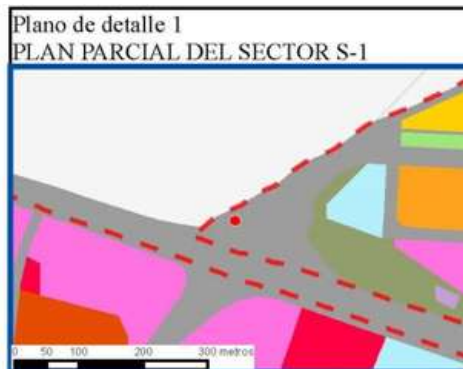 Plano de detalle 1
PLAN PARCIAL DEL SECTOR S-1
0 50 100 200 300 metros